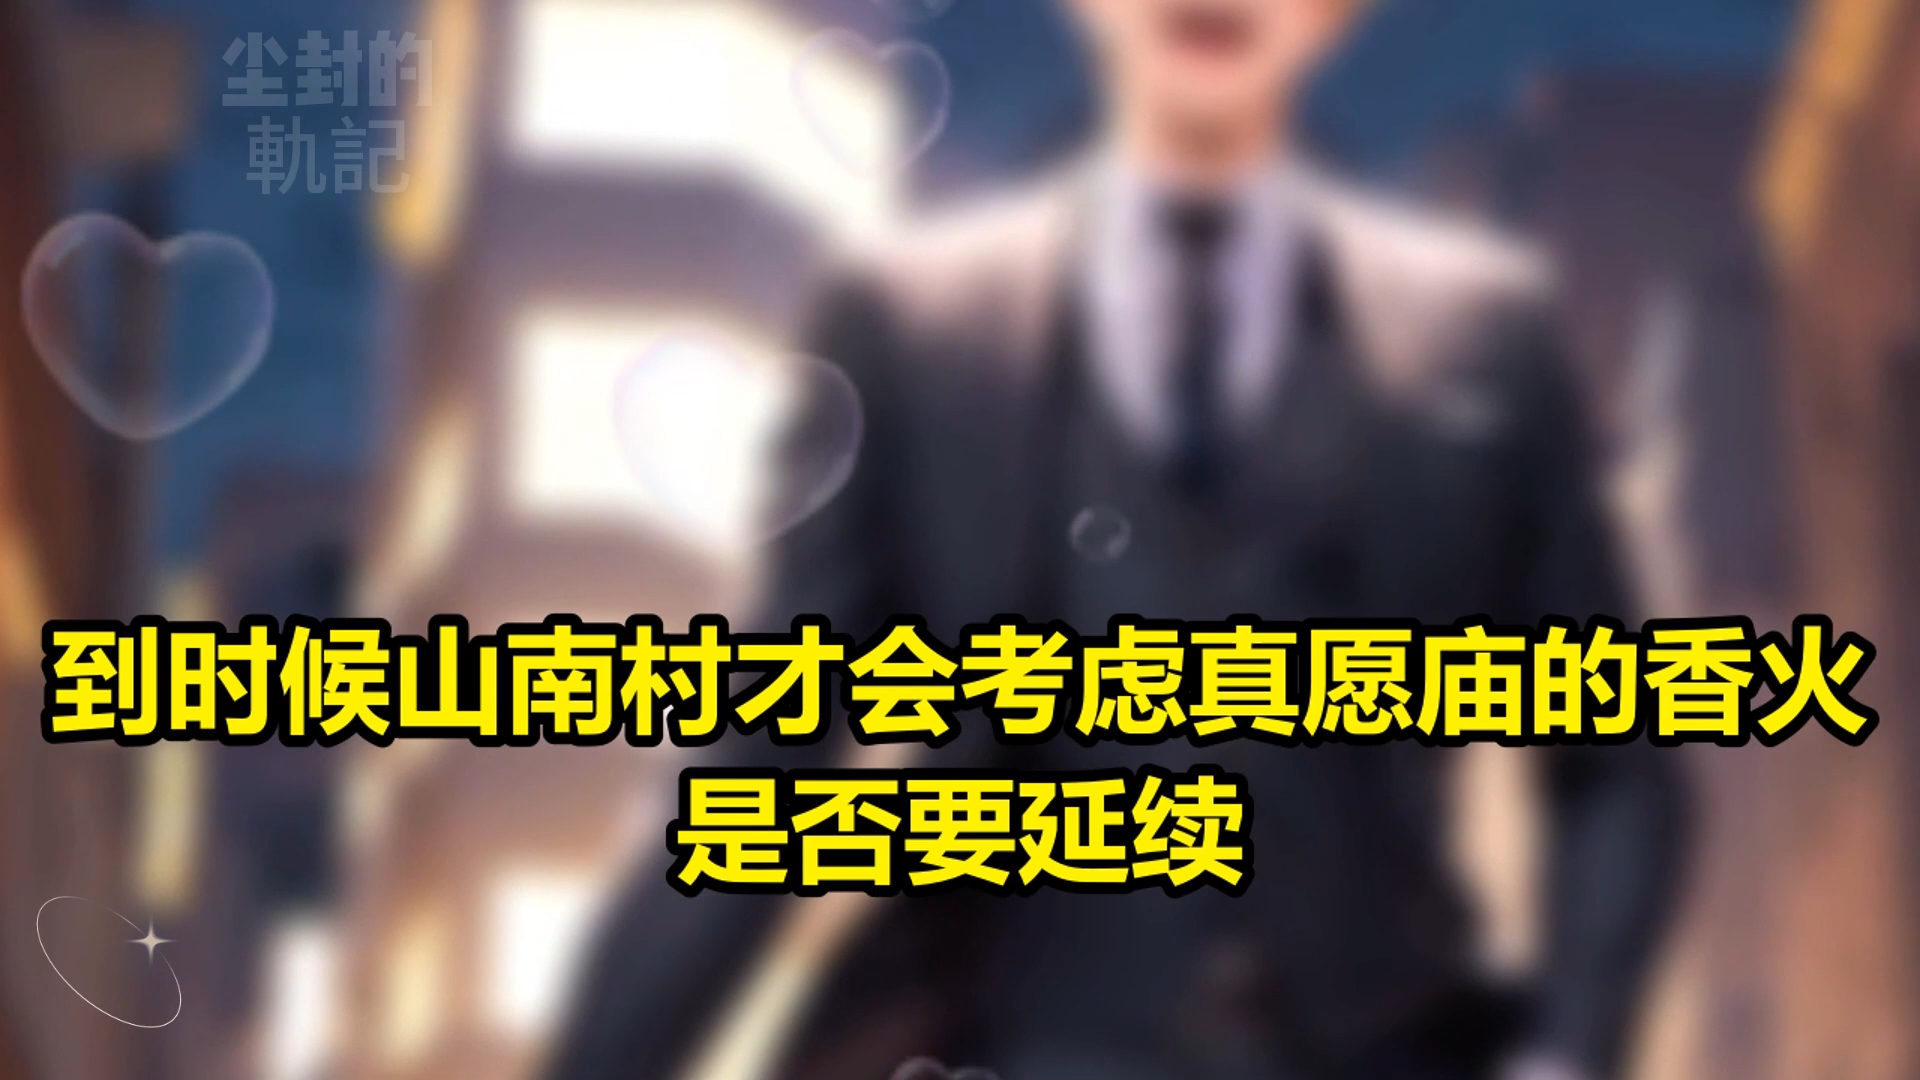 尘封的
軌記
到时候山南村才会考虑真愿庙的香火
是否要延续